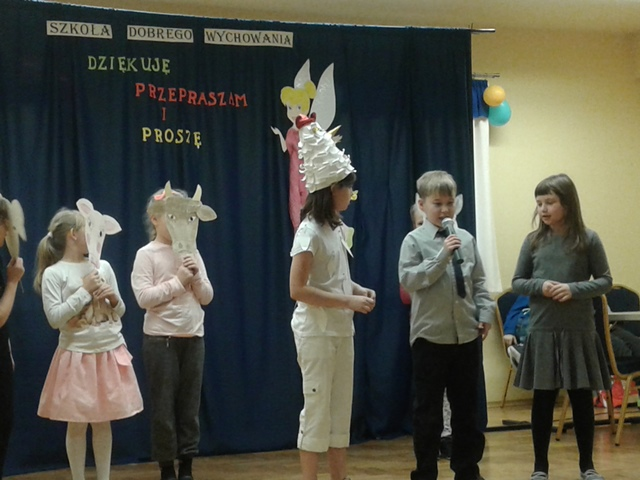 SZKOŁA DOBREGO WYCHOWANIA
DZIĘKUJĘ
PRZEPRASZAM
I
PROSZĘ